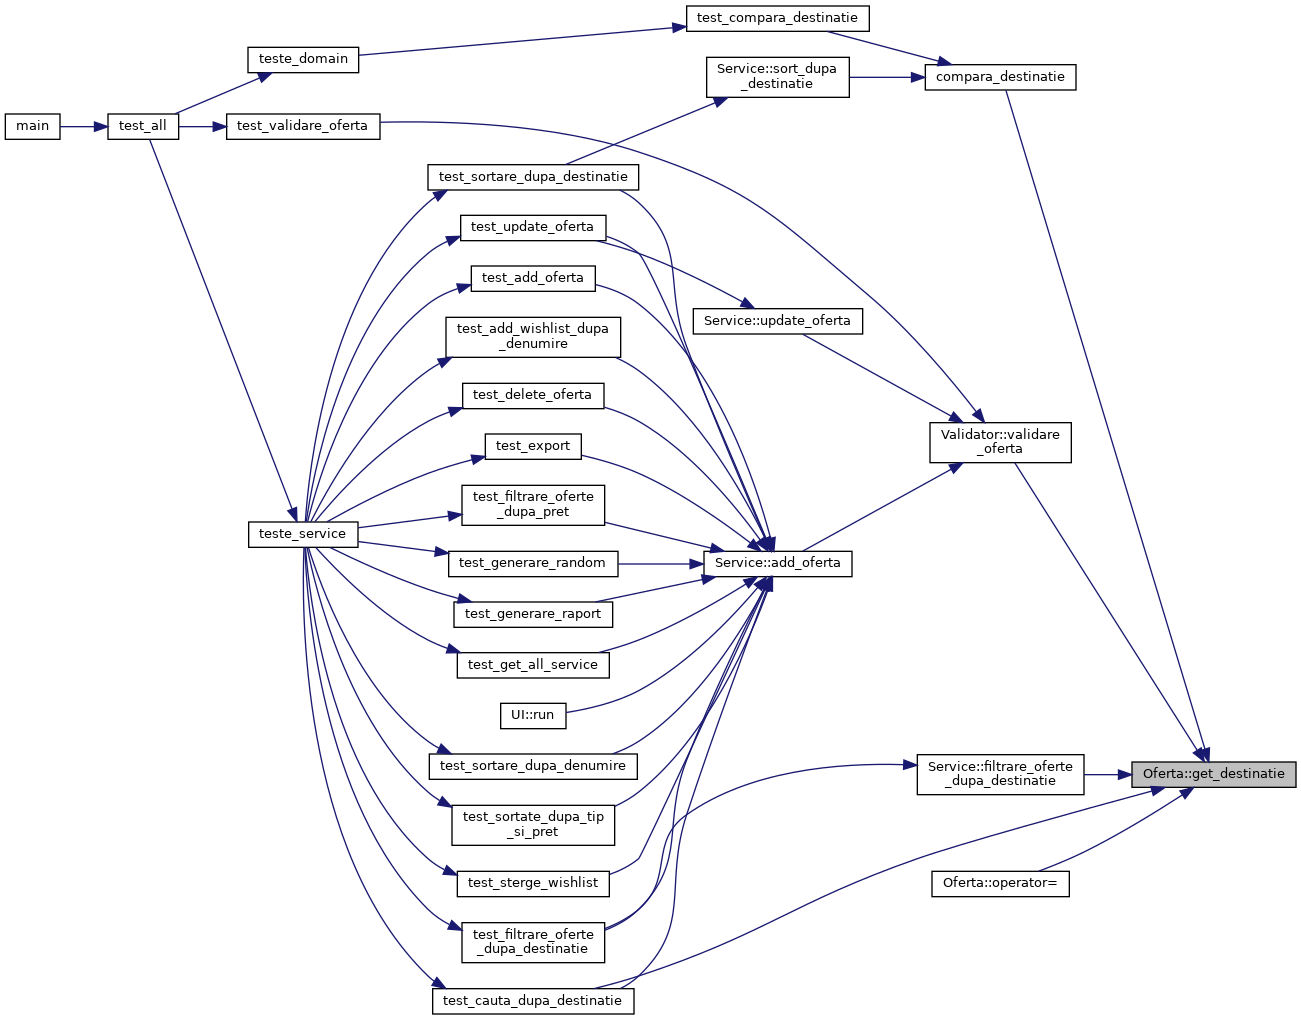 test_compara_destinatie
teste_domain
Service::sort_dupa
_destinatie
compara_destinatie
main
test_all
test_validare_oferta
test_sortare_dupa_destinatie
test_update_oferta
test_add_oferta
Service::update_oferta
test_add_wishlist_dupa
_denumire
test_delete_oferta
Validator::validare
_oferta
test_export
test_filtrare_oferte
_dupa_pret
teste_service
test_generare_random
Service::add_oferta
test_generare_raport
test_get_all_service
UI::run
test_sortare_dupa_denumire
Service::filtrare_oferte
_dupa_destinatie
Oferta::get_destinatie
test_sortate_dupa_tip
_si_pret
test_sterge_wishlist
Oferta::operator=
test_filtrare_oferte
_dupa_destinatie
test_cauta_dupa_destinatie